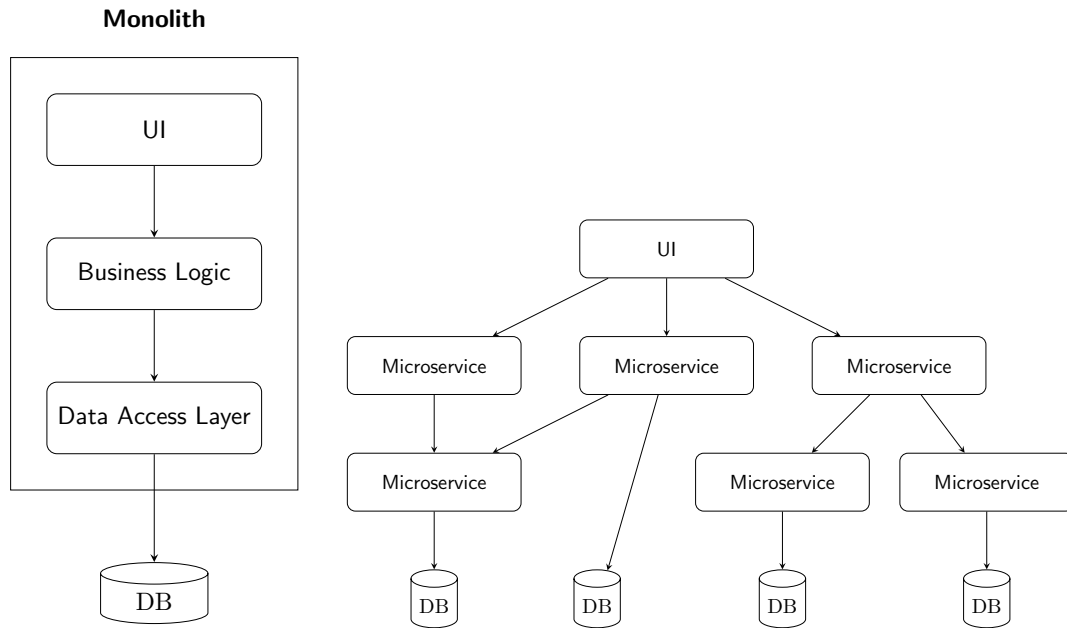 Monolith
UI
Business Logic
Data Access Layer
DB
UI
Microservice
Microservice
Microservice
Microservice
Microservice
Microservice
DB
DB
DB
DB